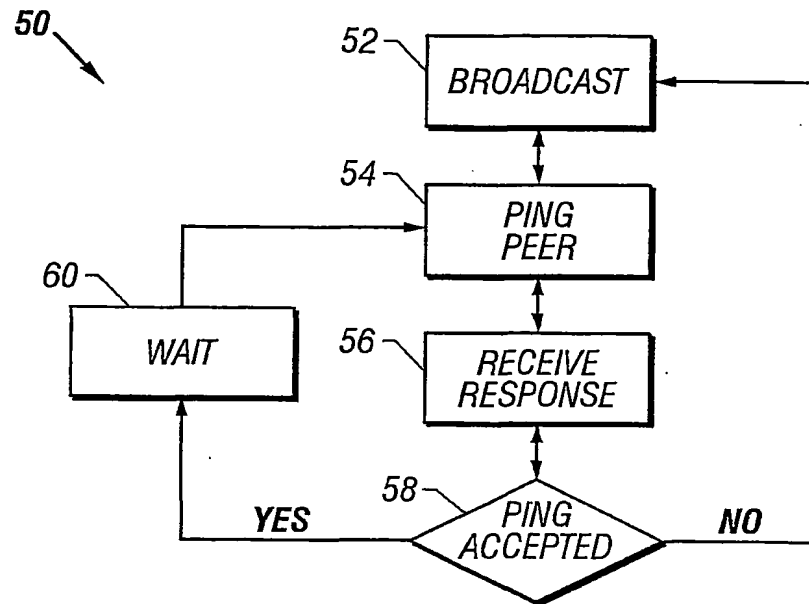 50
52
BROADCAST
54
PING
PEER
60
WAIT
56
RECEIVE
RESPONSE
58
PING
ACCEPTED
YES
NO